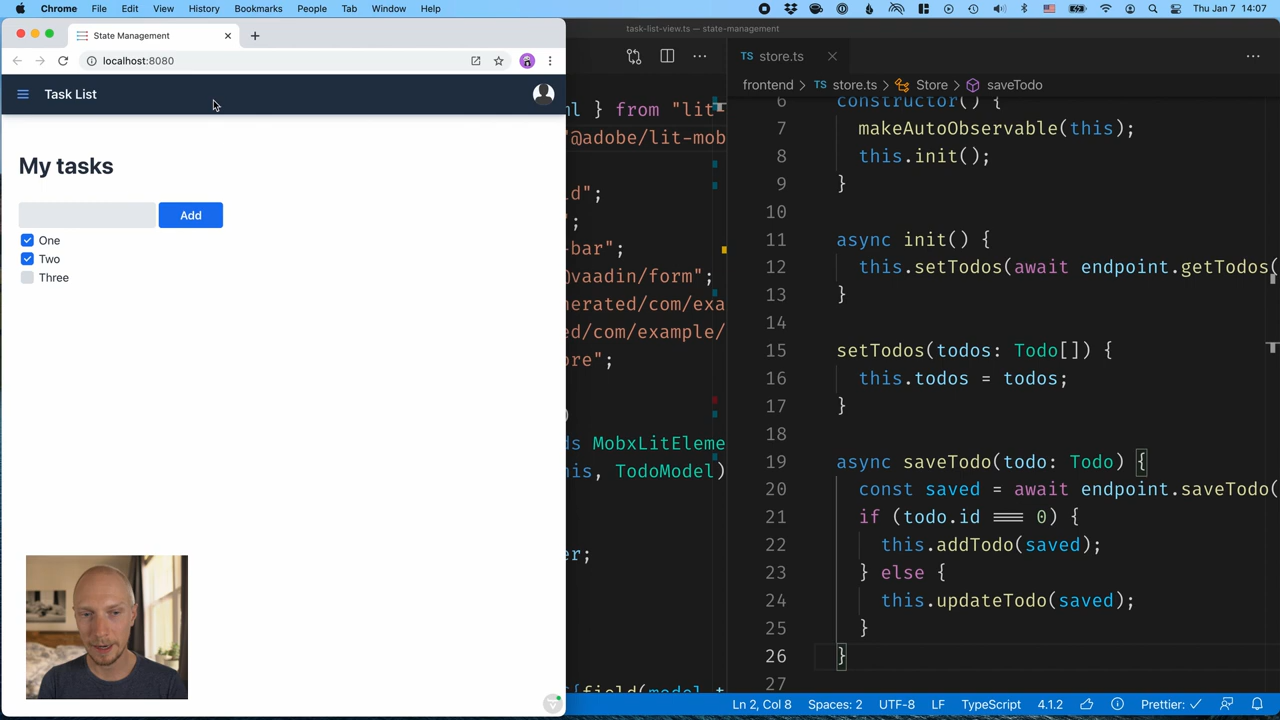 Chrome File Edit View History Bookmarks People Tab Window Help Thu Jan 7 14:07
State Management
localhost:8080
Task List
My tasks
Add
One
Two
Three
task-list-view.ts — state-management
ml } from "lit
"@adobe/lit-mob
ld";
";
-bar";
@vaadin/form";
nerated/com/exa
ed/com/example/
ore";
)
ds MobxLitEleme
his, TodoModel)
er;
${field(model.t
TS store.ts
frontend > TS store.ts > Store > saveTodo
6 constructor() {
7 makeAutoObservable(this);
8 this.init();
9 }
10
11 async init() {
12 this.setTodos(await endpoint.getTodos(
13 }
14
15 setTodos(todos: Todo[]) {
16 this.todos = todos;
17 }
18
19 async saveTodo(todo: Todo) {
20 const saved = await endpoint.saveTodo(
21 if (todo.id === 0) {
22 this.addTodo(saved);
23 } else {
24 this.updateTodo(saved);
25 }
26 }
27
Ln 2, Col 8 Spaces: 2 UTF-8 LF TypeScript 4.1.2 Prettier: ✓